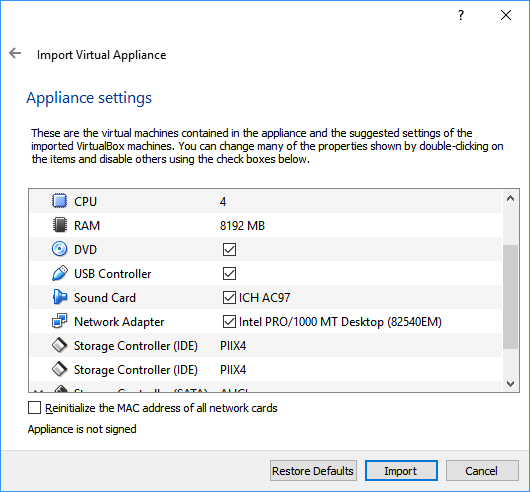 ?
Import Virtual Appliance
Appliance settings
These are the virtual machines contained in the appliance and the suggested settings of the
imported VirtualBox machines. You can change many of the properties shown by double-clicking on
the items and disable others using the check boxes below.
CPU 4
RAM 8192 MB
DVD
USB Controller
Sound Card ICH AC97
Network Adapter Intel PRO/1000 MT Desktop (82540EM)
Storage Controller (IDE) PIIX4
Storage Controller (IDE) PIIX4
Storage Controller (SATA) AHCI
Reinitialize the MAC address of all network cards
Appliance is not signed
Restore Defaults Import Cancel